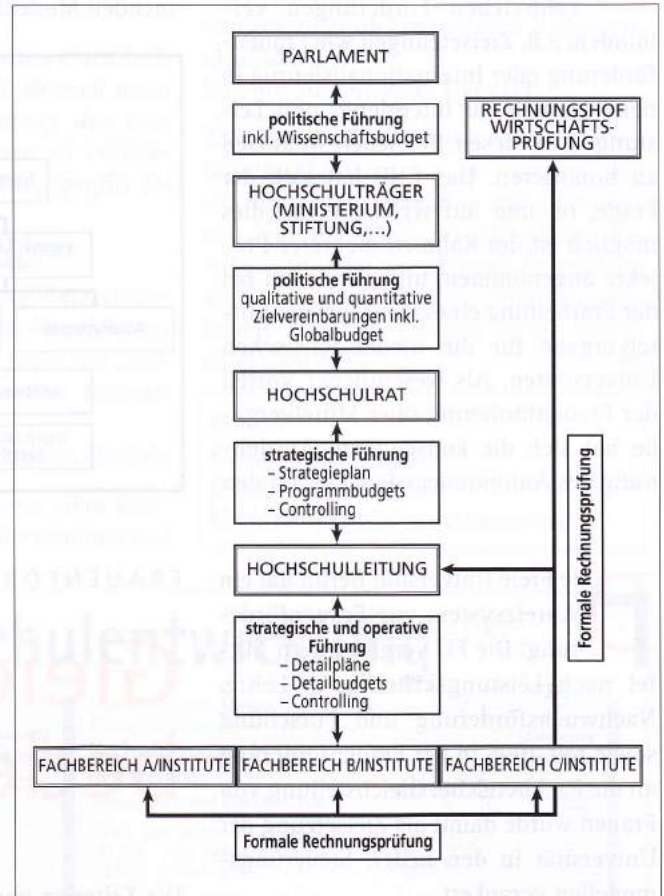 PARLAMENT
politische Führung
inkl. Wissenschaftsbudget
RECHNUNGSHOF
WIRTSCHAFTS-
PRÜFUNG
HOCHSCHULTRÄGER
(MINISTERIUM,
STIFTUNG,...)
politische Führung
qualitative und quantitative
Zielvereinbarungen inkl.
Globalbudget
HOCHSCHULRAT
strategische Führung
– Strategieplan
– Programmbudgets
– Controlling
Formale Rechnungsprüfung
HOCHSCHULLEITUNG
strategische und operative
Führung
– Detailpläne
– Detailbudgets
– Controlling
FACHBEREICH A/INSTITUTE
FACHBEREICH B/INSTITUTE
FACHBEREICH C/INSTITUTE
Formale Rechnungsprüfung